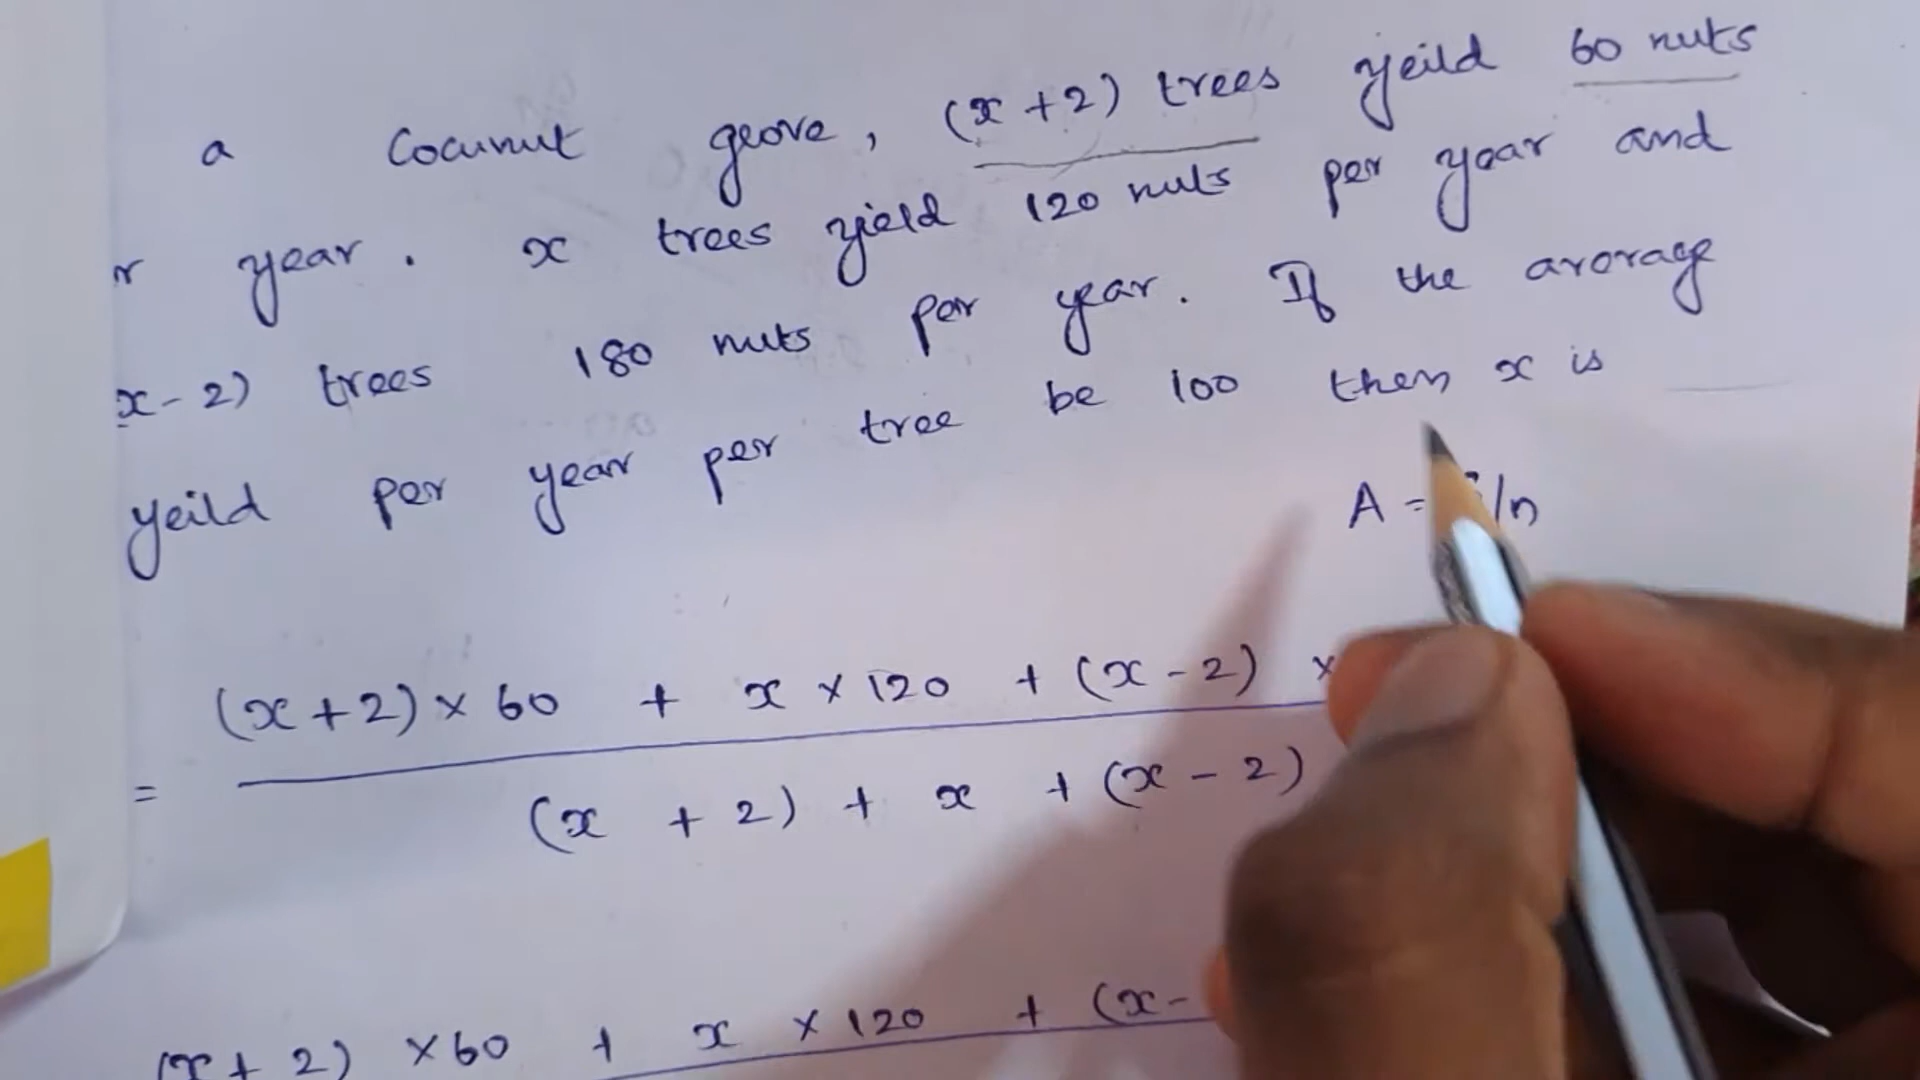 a Cocunut grove, (x+2) trees yeild 60 nuts
r year. x trees yield 120 nuts per year and
x-2) trees 180 nuts per year. If the average
yeild per year per tree be 100 then x is
A = /n
(x+2)×60 + x×120 + (x-2) ×
=
(x + 2) + x + (x - 2)
(x+2) ×60 + x ×120 + (x-